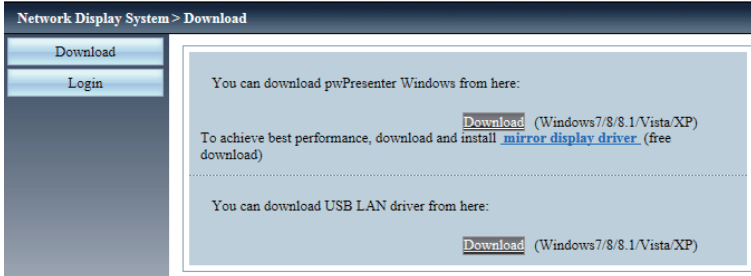 Network Display System > Download
Download
Login
You can download pwPresenter Windows from here:
Download (Windows7/8/8.1/Vista/XP)
To achieve best performance, download and install mirror display driver (free
download)
You can download USB LAN driver from here:
Download (Windows7/8/8.1/Vista/XP)